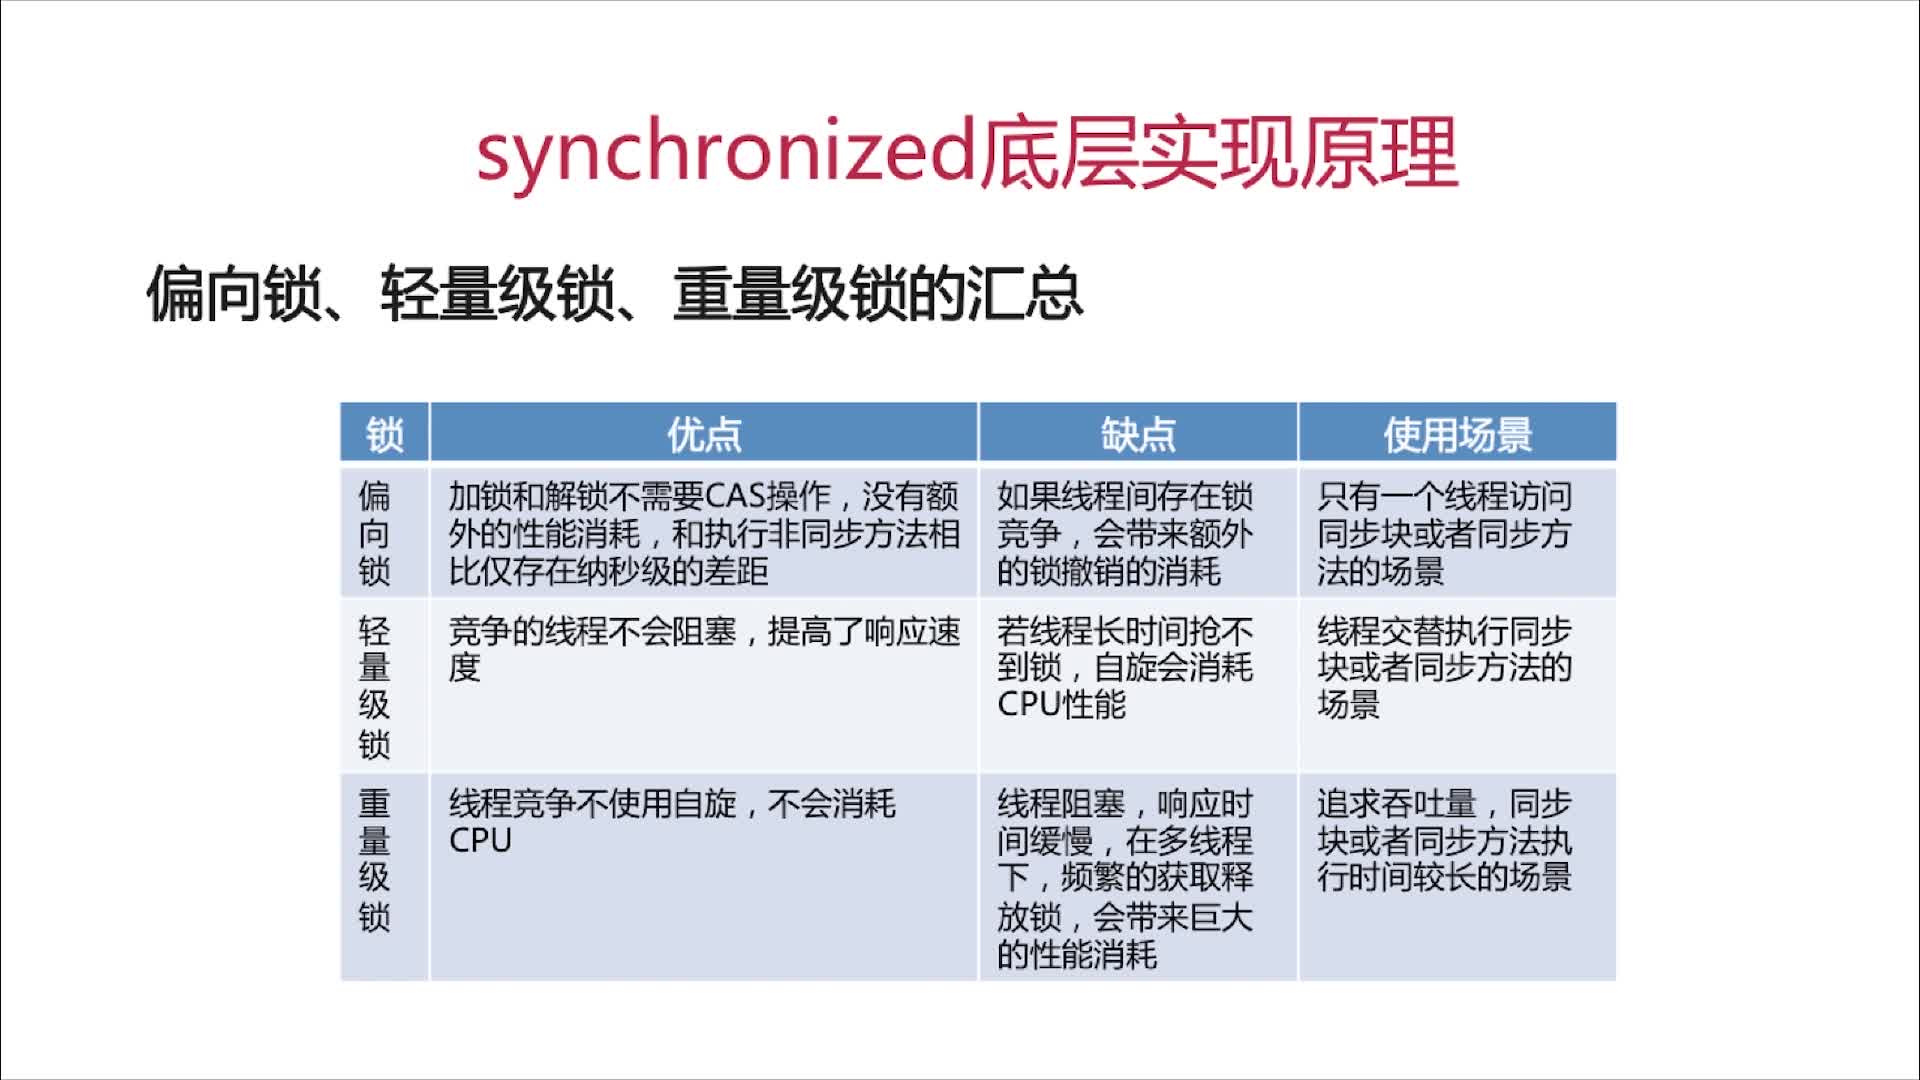 synchronized底层实现原理
偏向锁、轻量级锁、重量级锁的汇总
锁 优点 缺点 使用场景
偏
向
锁
加锁和解锁不需要CAS操作，没有额
外的性能消耗，和执行非同步方法相
比仅存在纳秒级的差距
如果线程间存在锁
竞争，会带来额外
的锁撤销的消耗
只有一个线程访问
同步块或者同步方
法的场景
轻
量
级
锁
竞争的线程不会阻塞，提高了响应速
度
若线程长时间抢不
到锁，自旋会消耗
CPU性能
线程交替执行同步
块或者同步方法的
场景
重
量
级
锁
线程竞争不使用自旋，不会消耗
CPU
线程阻塞，响应时
间缓慢，在多线程
下，频繁的获取释
放锁，会带来巨大
的性能消耗
追求吞吐量，同步
块或者同步方法执
行时间较长的场景